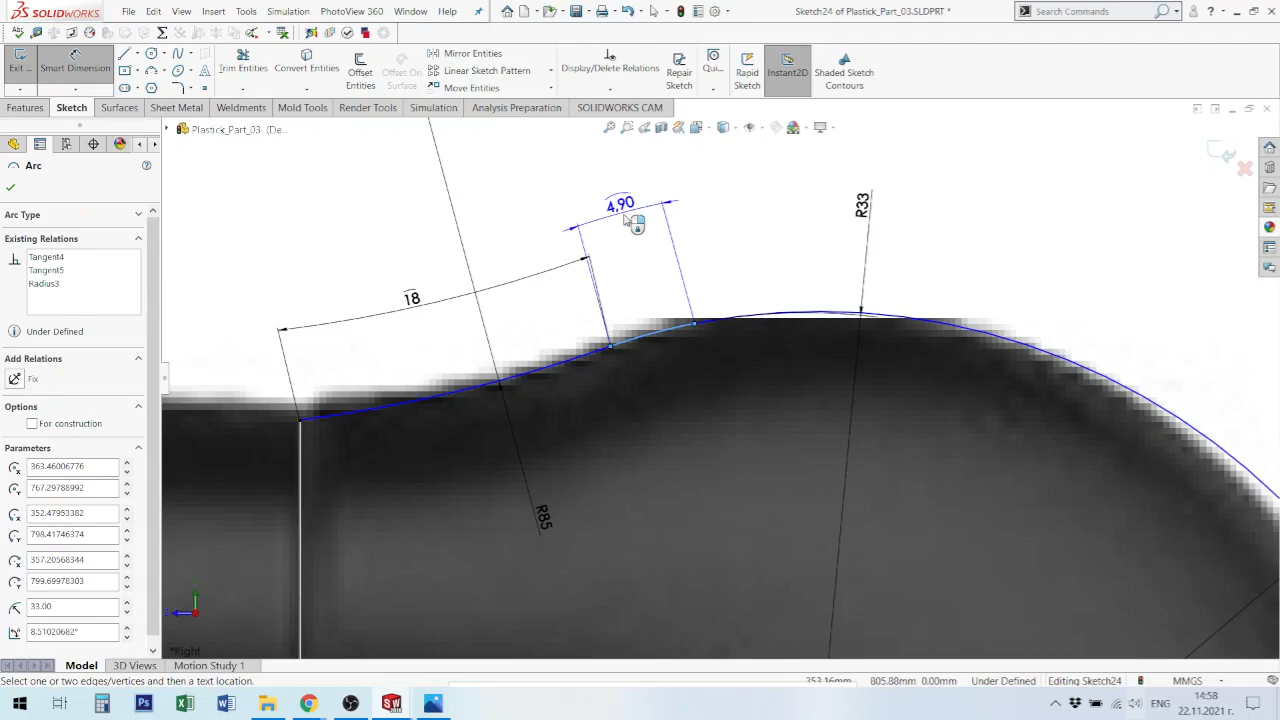 SOLIDWORKS File Edit View Insert Tools Simulation PhotoView 360 Window Help Sketch24 of Plastick_Part_03.SLDPRT * Search Commands
Exit ... Smart Dimension Trim Entities Convert Entities Offset Entities Offset On Surface Mirror Entities Linear Sketch Pattern Move Entities Display/Delete Relations Repair Sketch Qui... Rapid Sketch Instant2D Shaded Sketch Contours
Features Sketch Surfaces Sheet Metal Weldments Mold Tools Render Tools Simulation Analysis Preparation SOLIDWORKS CAM
Plastick_Part_03 (De...
Arc
Arc Type
Existing Relations
Tangent4
Tangent5
Radius3
Under Defined
Add Relations
Fix
Options
For construction
Parameters
363.46006776
767.29788992
352.47953382
798.41746374
357.20568344
799.69978303
33.00
8.51020682°
4,90
18
R33
R85
*Right
Model 3D Views Motion Study 1
Select one or two edges/vertices and then a text location. 353.16mm 805.88mm 0.00mm Under Defined Editing Sketch24 MMGS
ENG 14:58
22.11.2021 г.